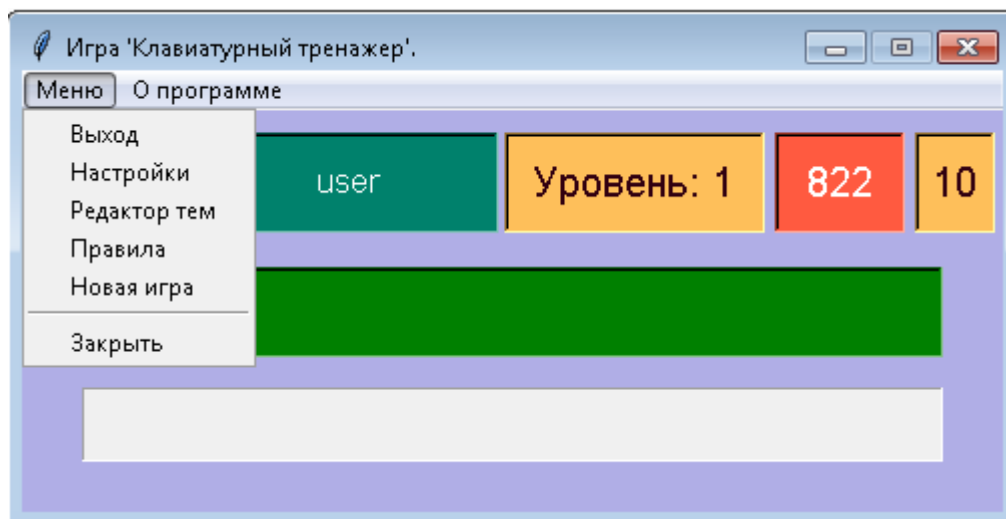 Игра 'Клавиатурный тренажер'.
Меню О программе
Выход
Настройки
Редактор тем
Правила
Новая игра
Закрыть
user
Уровень: 1
822
10